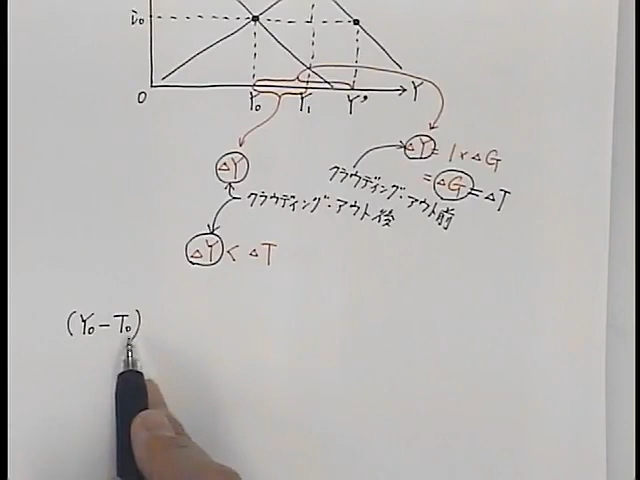 i₀
0 Y₀ Y₁ Y' Y
ΔY = 1×ΔG
= ΔG = ΔT
クラウディング・アウト前
ΔY
クラウディング・アウト後
ΔY < ΔT
(Y₀-T₀)